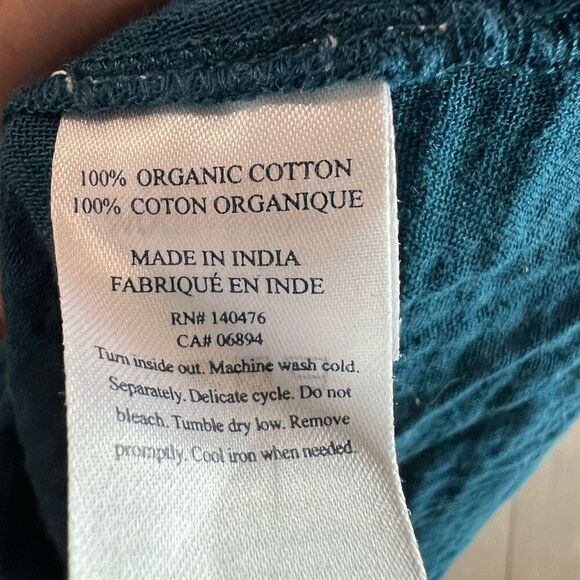 100% ORGANIC COTTON
100% COTON ORGANIQUE
MADE IN INDIA
FABRIQUÉ EN INDE
RN# 140476
CA# 06894
Turn inside out. Machine wash cold.
Separately. Delicate cycle. Do not
bleach. Tumble dry low. Remove
promptly. Cool iron when needed.